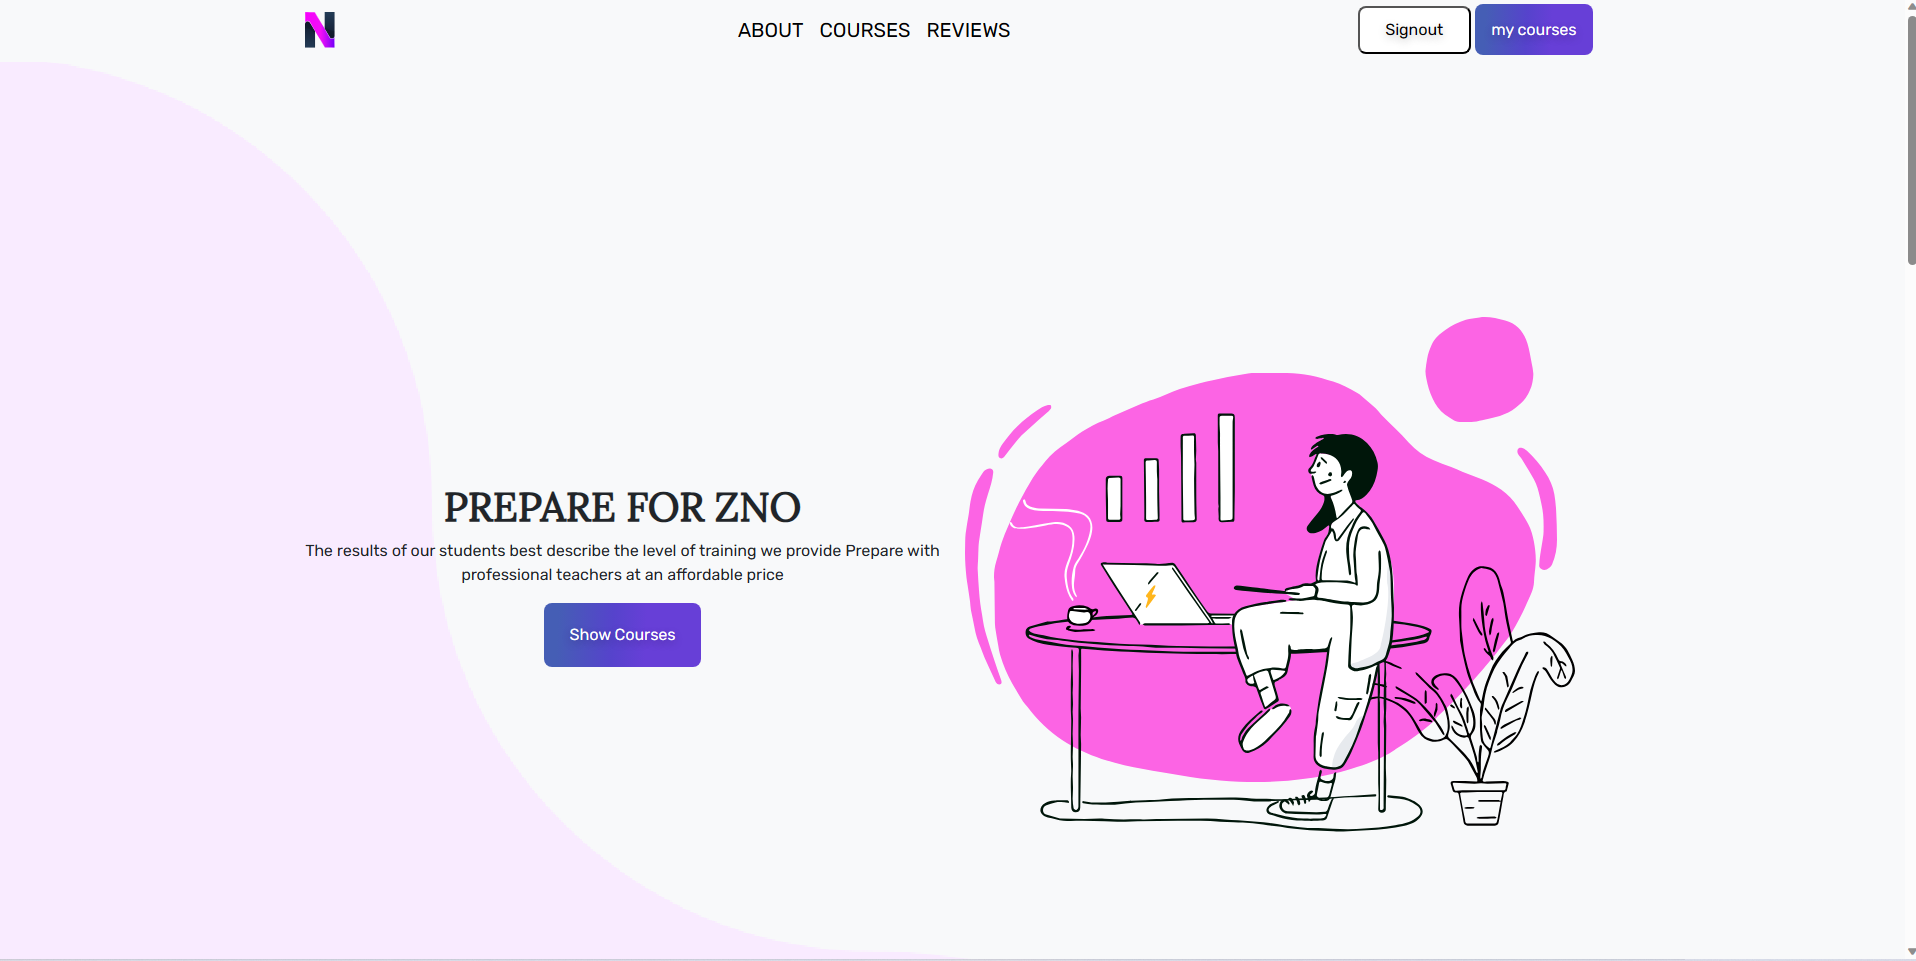 N
ABOUT COURSES REVIEWS
Signout my courses
PREPARE FOR ZNO
The results of our students best describe the level of training we provide Prepare with
professional teachers at an affordable price
Show Courses